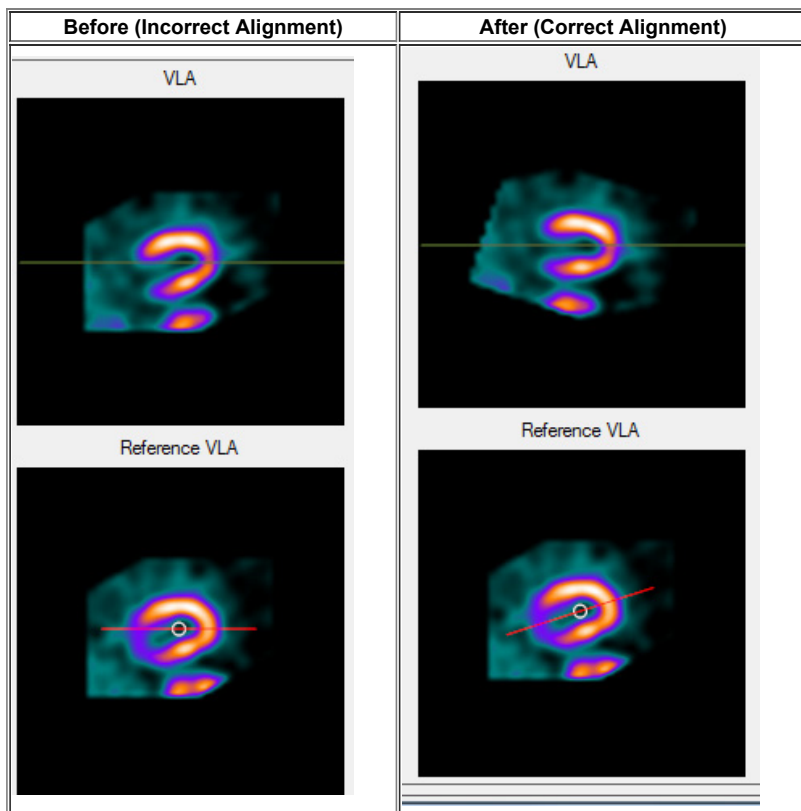 Before (Incorrect Alignment)
After (Correct Alignment)
VLA
VLA
Reference VLA
Reference VLA